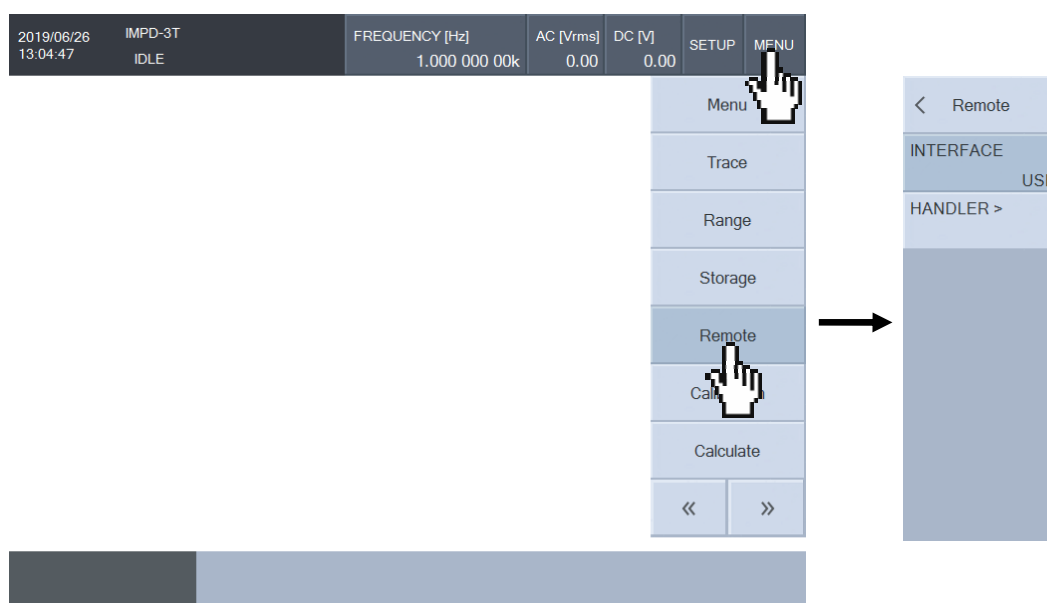 2019/06/26
13:04:47
IMPD-3T
IDLE
FREQUENCY [Hz]
1.000 000 00k
AC [Vrms]
0.00
DC [V]
0.00
SETUP
MENU
Menu
Trace
Range
Storage
Remote
Calculate
«
»
< Remote
INTERFACE
HANDLER >